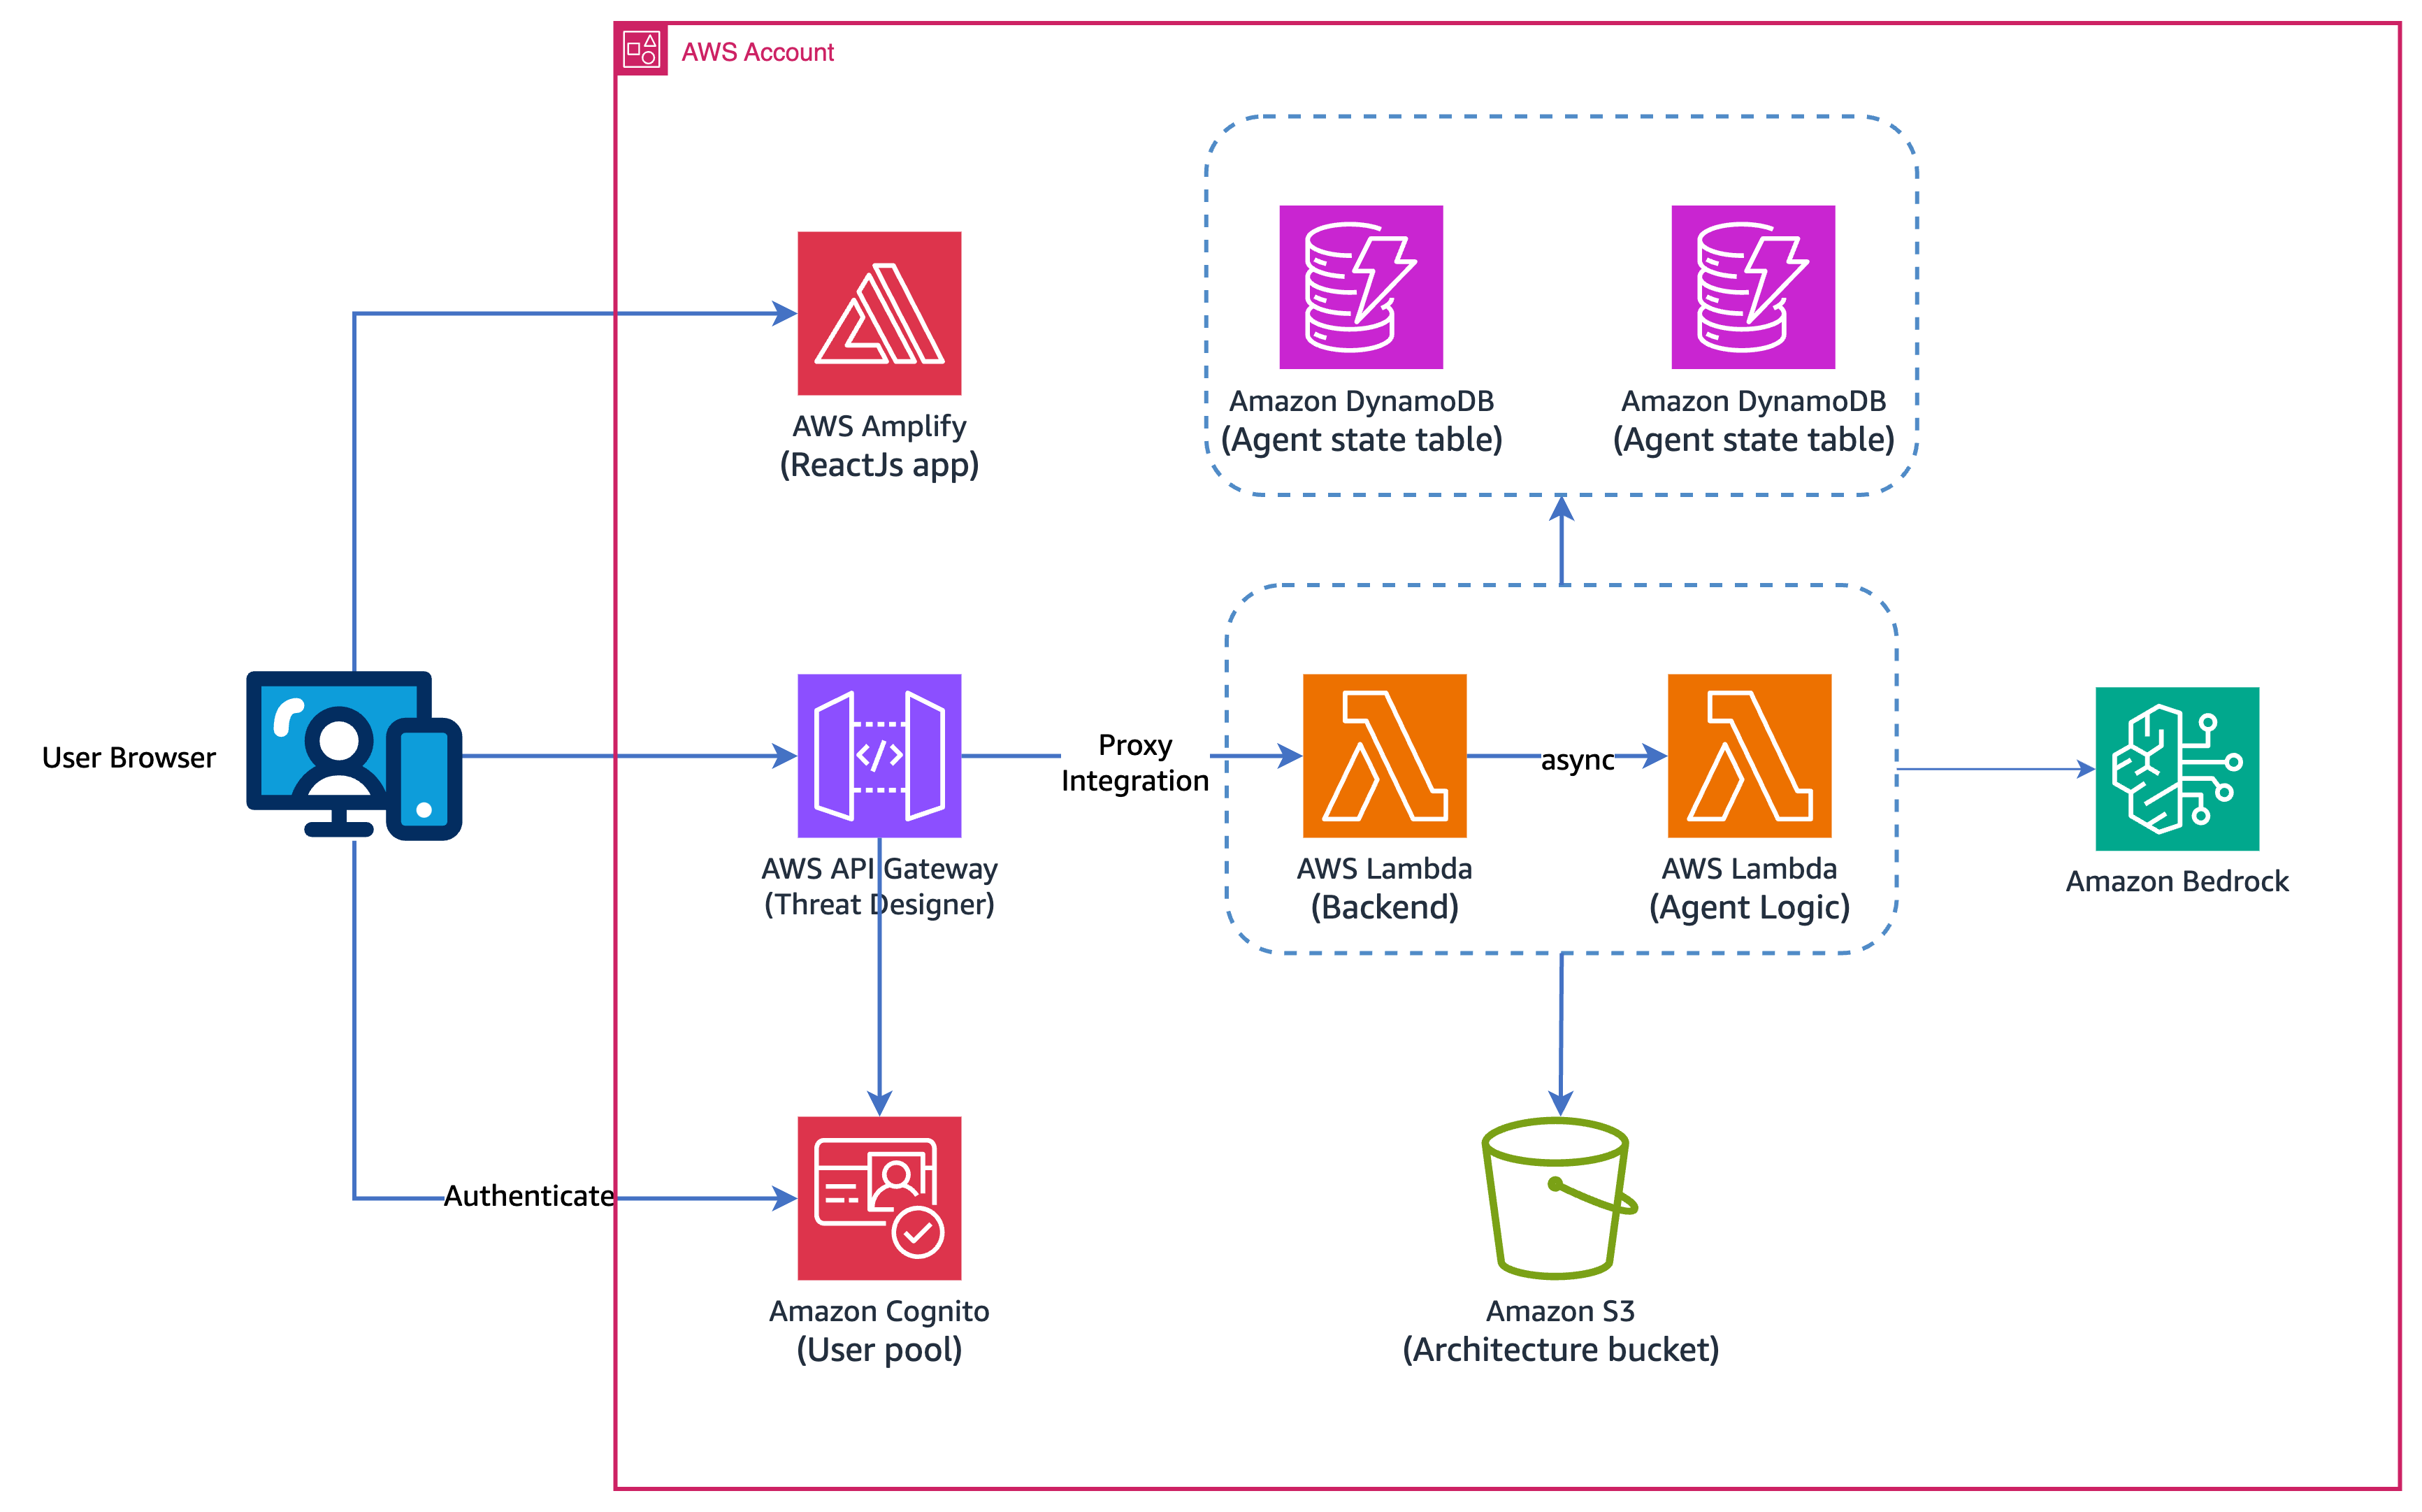 AWS Account
AWS Amplify
(ReactJs app)
Amazon DynamoDB
(Agent state table)
Amazon DynamoDB
(Agent state table)
User Browser
AWS API Gateway
(Threat Designer)
Proxy
Integration
AWS Lambda
(Backend)
async
AWS Lambda
(Agent Logic)
Amazon Bedrock
Authenticate
Amazon Cognito
(User pool)
Amazon S3
(Architecture bucket)